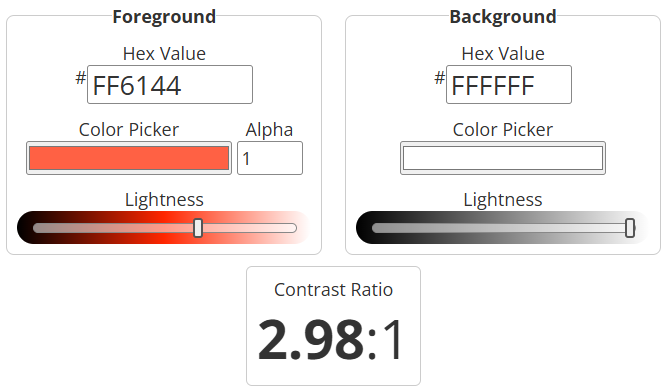 Foreground
Hex Value
# FF6144
Color Picker Alpha
1
Lightness
Background
Hex Value
# FFFFFF
Color Picker
Lightness
Contrast Ratio
2.98:1